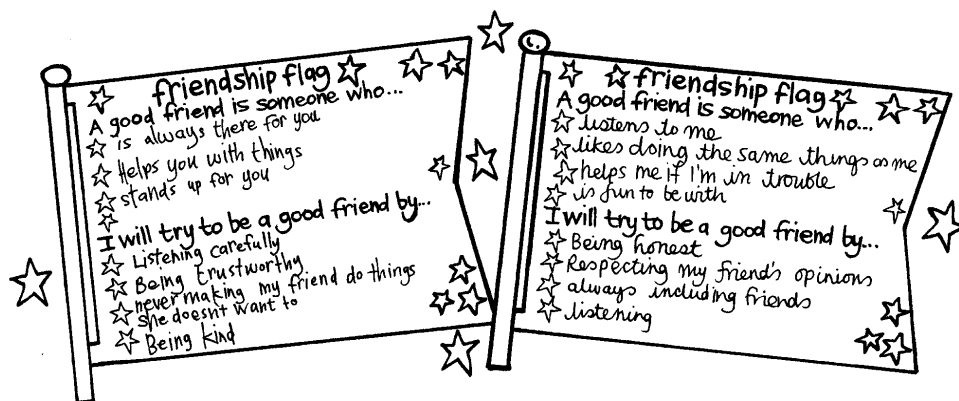 friendship flag
A good friend is someone who...
is always there for you
Helps you with things
stands up for you
I will try to be a good friend by...
Listening carefully
Being trustworthy
never making my friend do things
she doesn't want to
Being kind
friendship flag
A good friend is someone who...
listens to me
likes doing the same things as me
helps me if I'm in trouble
is fun to be with
I will try to be a good friend by...
Being honest
Respecting my friend's opinions
always including friends
listening